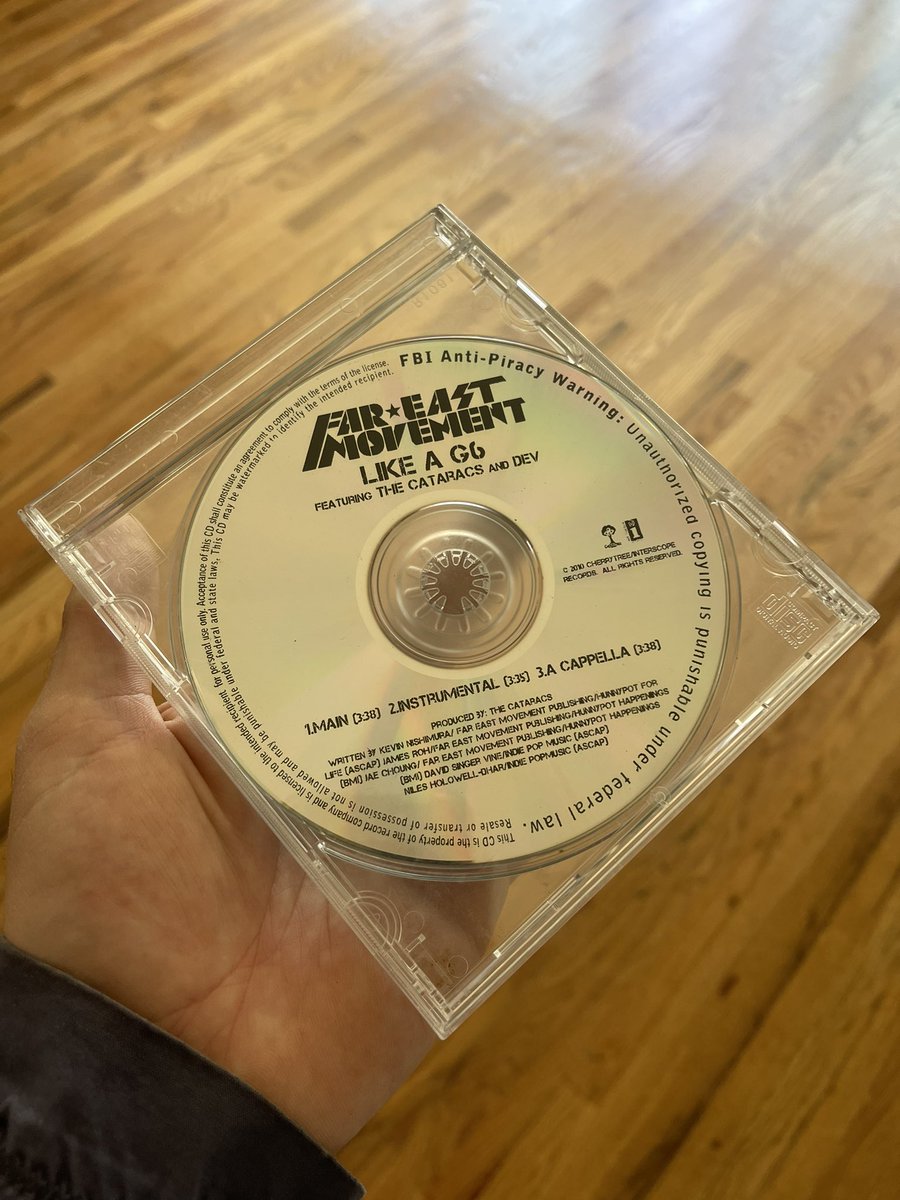 FAR★EAST
MOVEMENT
LIKE A G6
FEATURING THE CATARACS AND DEV
© 2010 CHERRYTREE/INTERSCOPE
RECORDS. ALL RIGHTS RESERVED.
1.MAIN [3:38] 2.INSTRUMENTAL [3:35] 3.A CAPPELLA [3:38]
PRODUCED BY: THE CATARACS
WRITTEN BY KEVIN NISHIMURA/ FAR EAST MOVEMENT PUBLISHING/HUNNYPOT FOR
LIFE [ASCAP] JAMES ROH/FAR EAST MOVEMENT PUBLISHING/HUNNYPOT HAPPENINGS
[BMI] JAE CHOUNG/ FAR EAST MOVEMENT PUBLISHING/HUNNYPOT HAPPENINGS
[BMI] DAVID SINGER VINE/INDIE POP MUSIC [ASCAP]
NILES HOLOWELL-DHAR/INDIE POPMUSIC [ASCAP]
FBI Anti-Piracy Warning: Unauthorized copying is punishable under federal law.
This CD is the property of the record company and is licensed to the intended recipient for personal use only. Acceptance of this CD shall constitute an agreement to comply with the terms of the license.
Resale or transfer of possession is not allowed and may be punishable under federal and state laws. This CD may be watermarked to identify the intended recipient.
COMPACT
disc